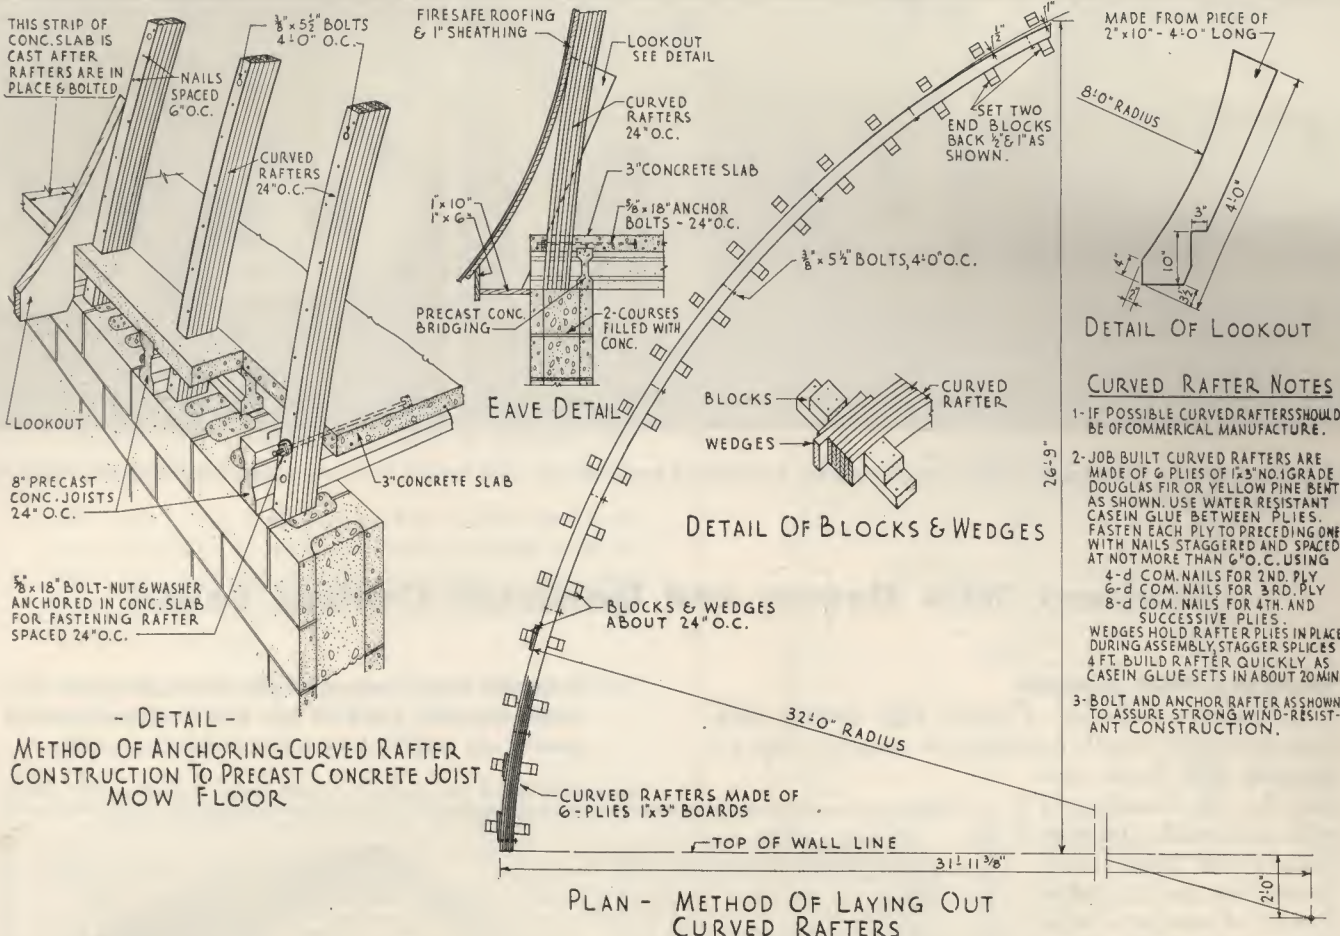 THIS STRIP OF
CONC. SLAB IS
CAST AFTER
RAFTERS ARE IN
PLACE & BOLTED
3/8" x 5 1/2" BOLTS
4'-0" O.C.
NAILS
SPACED
6" O.C.
CURVED
RAFTERS
24" O.C.
LOOKOUT
8" PRECAST
CONC. JOISTS
24" O.C.
3" CONCRETE SLAB
5/8" x 18" BOLT-NUT & WASHER
ANCHORED IN CONC. SLAB
FOR FASTENING RAFTER
SPACED 24" O.C.
- DETAIL -
METHOD OF ANCHORING CURVED RAFTER
CONSTRUCTION TO PRECAST CONCRETE JOIST
MOW FLOOR
FIRESAFE ROOFING
& 1" SHEATHING
LOOKOUT
SEE DETAIL
CURVED
RAFTERS
24" O.C.
3" CONCRETE SLAB
1" x 10"
1" x 6"
5/8" x 18" ANCHOR
BOLTS - 24" O.C.
PRECAST CONC.
BRIDGING
2-COURSES
FILLED WITH
CONC.
EAVE DETAIL
1/2"
1"
SET TWO
END BLOCKS
BACK 1/2" & 1" AS
SHOWN.
3/8" x 5 1/2" BOLTS, 4'-0" O.C.
BLOCKS
WEDGES
CURVED
RAFTER
DETAIL OF BLOCKS & WEDGES
26'-9"
BLOCKS & WEDGES
ABOUT 24" O.C.
32'-0" RADIUS
CURVED RAFTERS MADE OF
6-PLIES 1"x3" BOARDS
TOP OF WALL LINE
31'-11 3/8"
2'-0"
PLAN - METHOD OF LAYING OUT
CURVED RAFTERS
MADE FROM PIECE OF
2" x 10" - 4'-0" LONG
8'-0" RADIUS
4'-0"
3"
10"
4"
2"
3 1/2"
DETAIL OF LOOKOUT
CURVED RAFTER NOTES
1- IF POSSIBLE CURVED RAFTERS SHOULD
BE OF COMMERICAL MANUFACTURE.
2- JOB BUILT CURVED RAFTERS ARE
MADE OF 6 PLIES OF 1"x3" NO.1 GRADE
DOUGLAS FIR OR YELLOW PINE BENT
AS SHOWN. USE WATER RESISTANT
CASEIN GLUE BETWEEN PLIES.
FASTEN EACH PLY TO PRECEDING ONE
WITH NAILS STAGGERED AND SPACED
AT NOT MORE THAN 6" O.C. USING
4-d COM. NAILS FOR 2ND. PLY
6-d COM. NAILS FOR 3RD. PLY
8-d COM. NAILS FOR 4TH. AND
SUCCESSIVE PLIES.
WEDGES HOLD RAFTER PLIES IN PLACE
DURING ASSEMBLY, STAGGER SPLICES
4 FT. BUILD RAFTER QUICKLY AS
CASEIN GLUE SETS IN ABOUT 20 MIN
3- BOLT AND ANCHOR RAFTER AS SHOWN
TO ASSURE STRONG WIND-RESIST-
ANT CONSTRUCTION.